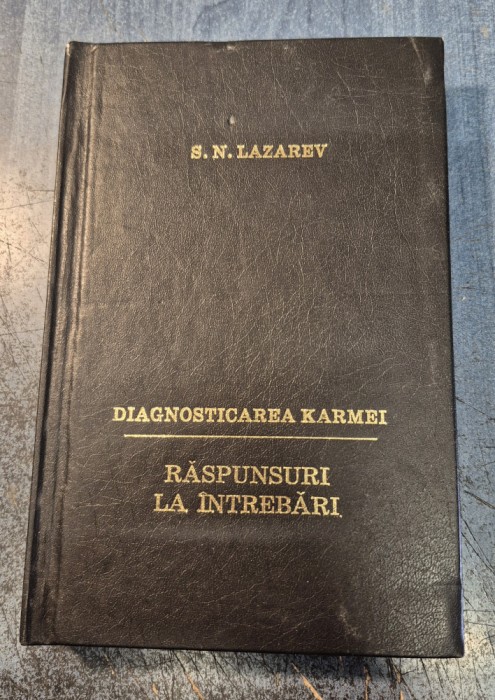 S. N. LAZAREV
DIAGNOSTICAREA KARMEI
RĂSPUNSURI
LA ÎNTREBĂRI